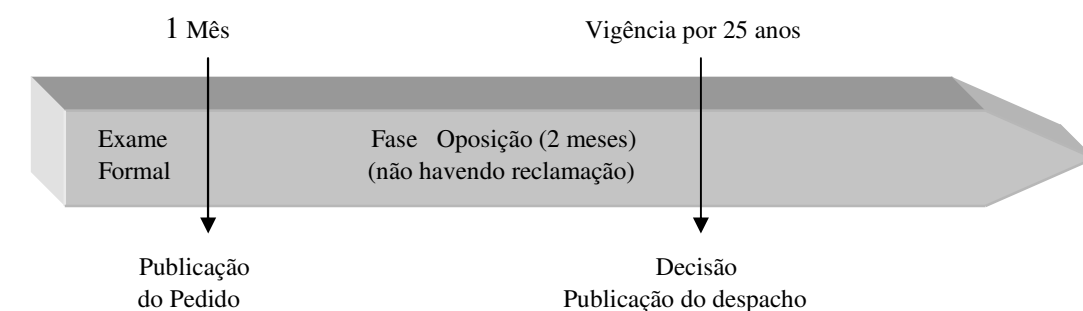 1 Mês
Vigência por 25 anos
Exame
Formal
Fase Oposição (2 meses)
(não havendo reclamação)
Publicação
do Pedido
Decisão
Publicação do despacho